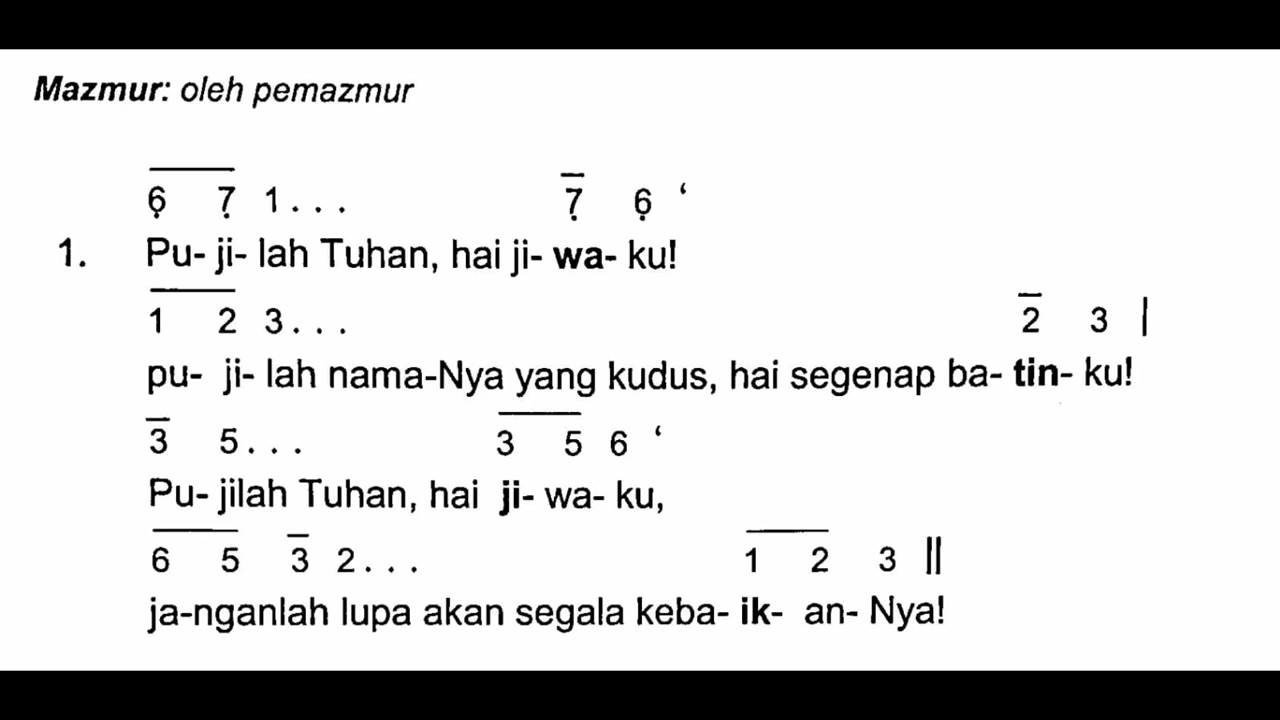 Mazmur: oleh pemazmur
6̣ 7̣ 1 . . . 7̣ 6̣ ‘
1. Pu- ji- lah Tuhan, hai ji- wa- ku!
1 2 3 . . . 2 3 |
pu- ji- lah nama-Nya yang kudus, hai segenap ba- tin- ku!
3 5 . . . 3 5 6 ‘
Pu- jilah Tuhan, hai ji- wa- ku,
6 5 3 2 . . . 1 2 3 ||
ja-nganlah lupa akan segala keba- ik- an- Nya!